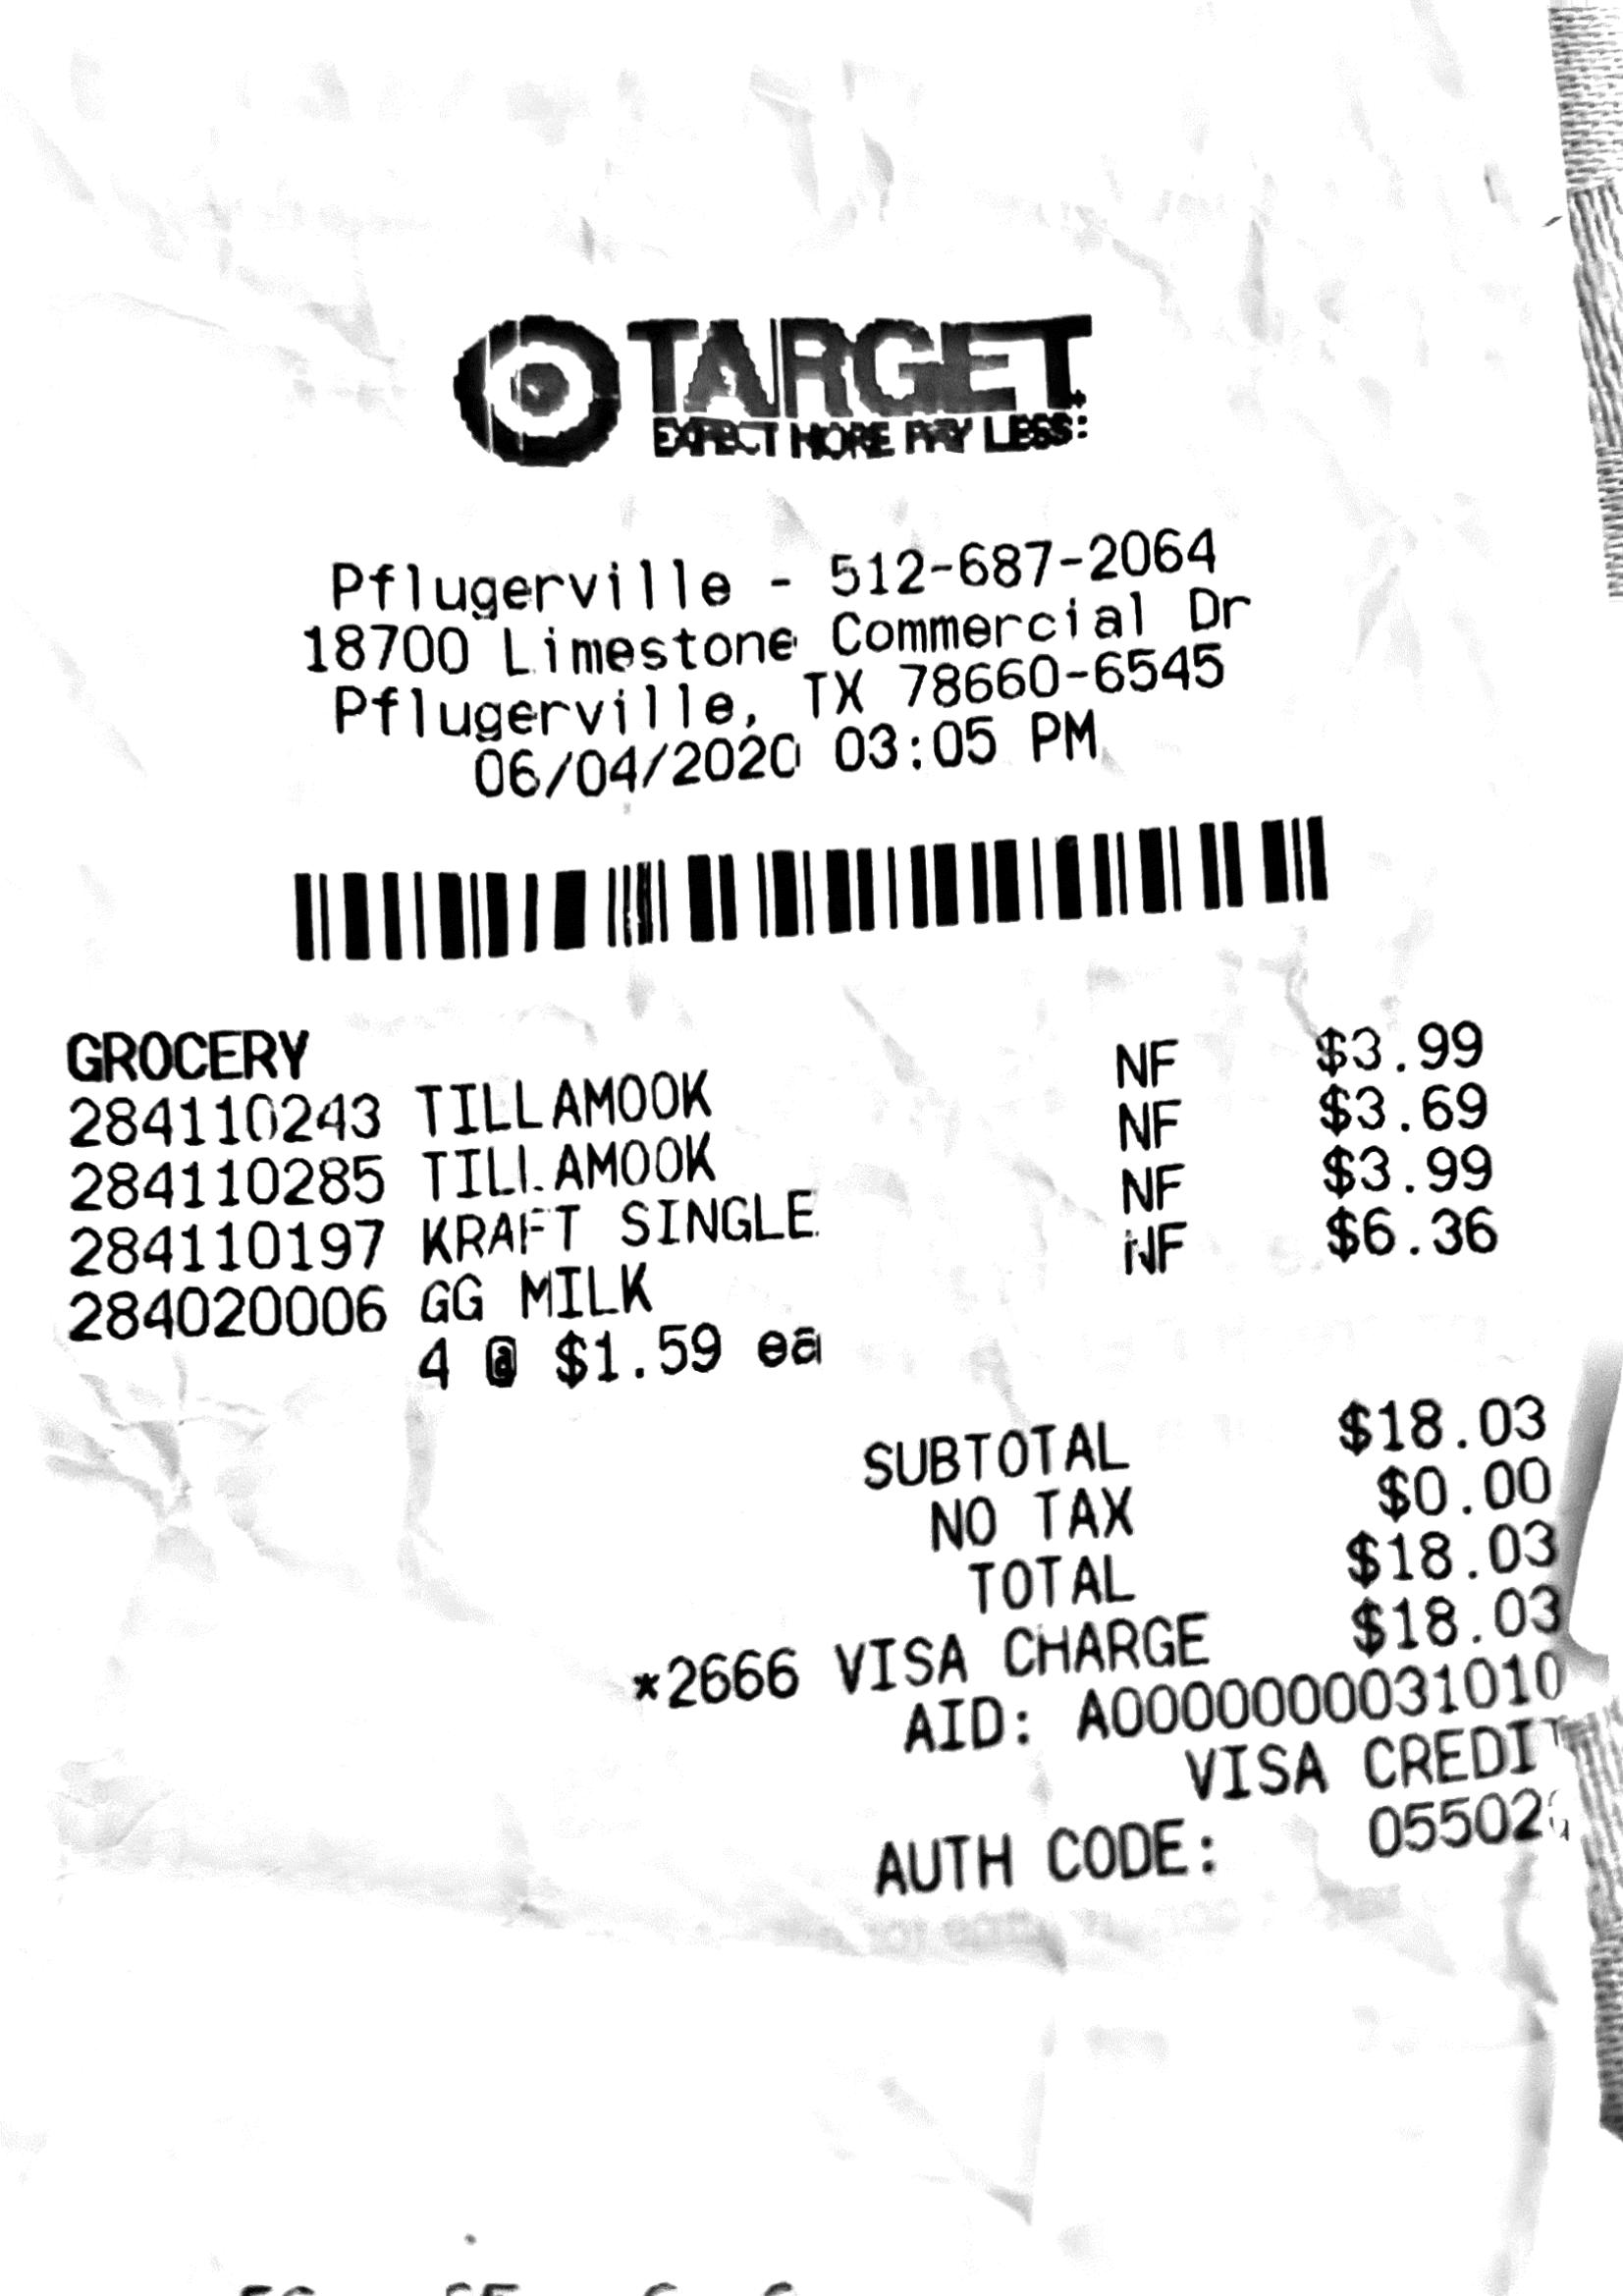 TARGET
EXPECT MORE PAY LESS.
Pflugerville - 512-687-2064
18700 Limestone Commercial Dr
Pflugerville, TX 78660-6545
06/04/2020 03:05 PM
GROCERY
284110243 TILLAMOOK NF $3.99
284110285 TILLAMOOK NF $3.69
284110197 KRAFT SINGLE NF $3.99
284020006 GG MILK NF $6.36
4 @ $1.59 ea
SUBTOTAL $18.03
NO TAX $0.00
TOTAL $18.03
*2666 VISA CHARGE $18.03
AID: A0000000031010
VISA CREDIT
AUTH CODE: